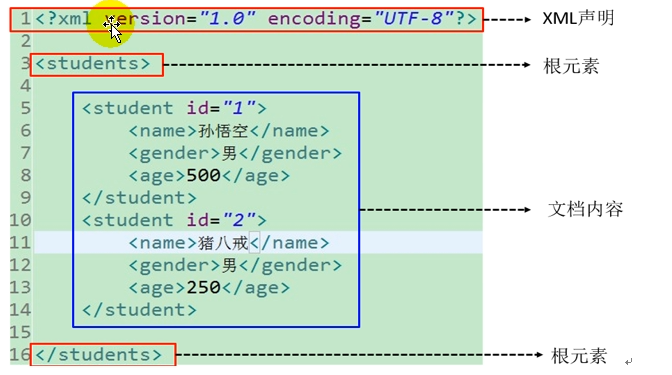 1 <?xml version="1.0" encoding="UTF-8"?> XML声明
2
3 <students> 根元素
4
5 <student id="1">
6 <name>孙悟空</name>
7 <gender>男</gender>
8 <age>500</age>
9 </student> 文档内容
10 <student id="2">
11 <name>猪八戒</name>
12 <gender>男</gender>
13 <age>250</age>
14 </student>
15
16 </students> 根元素